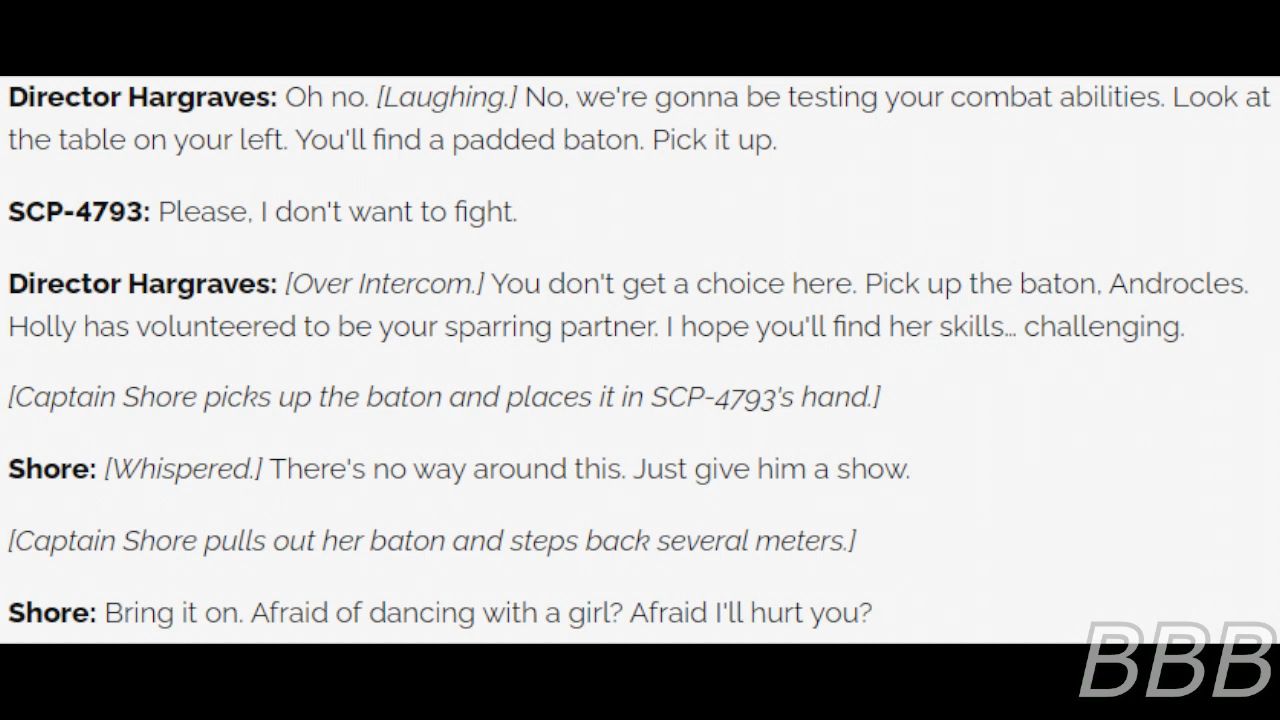 Director Hargraves: Oh no. [Laughing.] No, we're gonna be testing your combat abilities. Look at
the table on your left. You'll find a padded baton. Pick it up.
SCP-4793: Please, I don't want to fight.
Director Hargraves: [Over Intercom.] You don't get a choice here. Pick up the baton, Androcles.
Holly has volunteered to be your sparring partner. I hope you'll find her skills... challenging.
[Captain Shore picks up the baton and places it in SCP-4793's hand.]
Shore: [Whispered.] There's no way around this. Just give him a show.
[Captain Shore pulls out her baton and steps back several meters.]
Shore: Bring it on. Afraid of dancing with a girl? Afraid I'll hurt you?
BBB